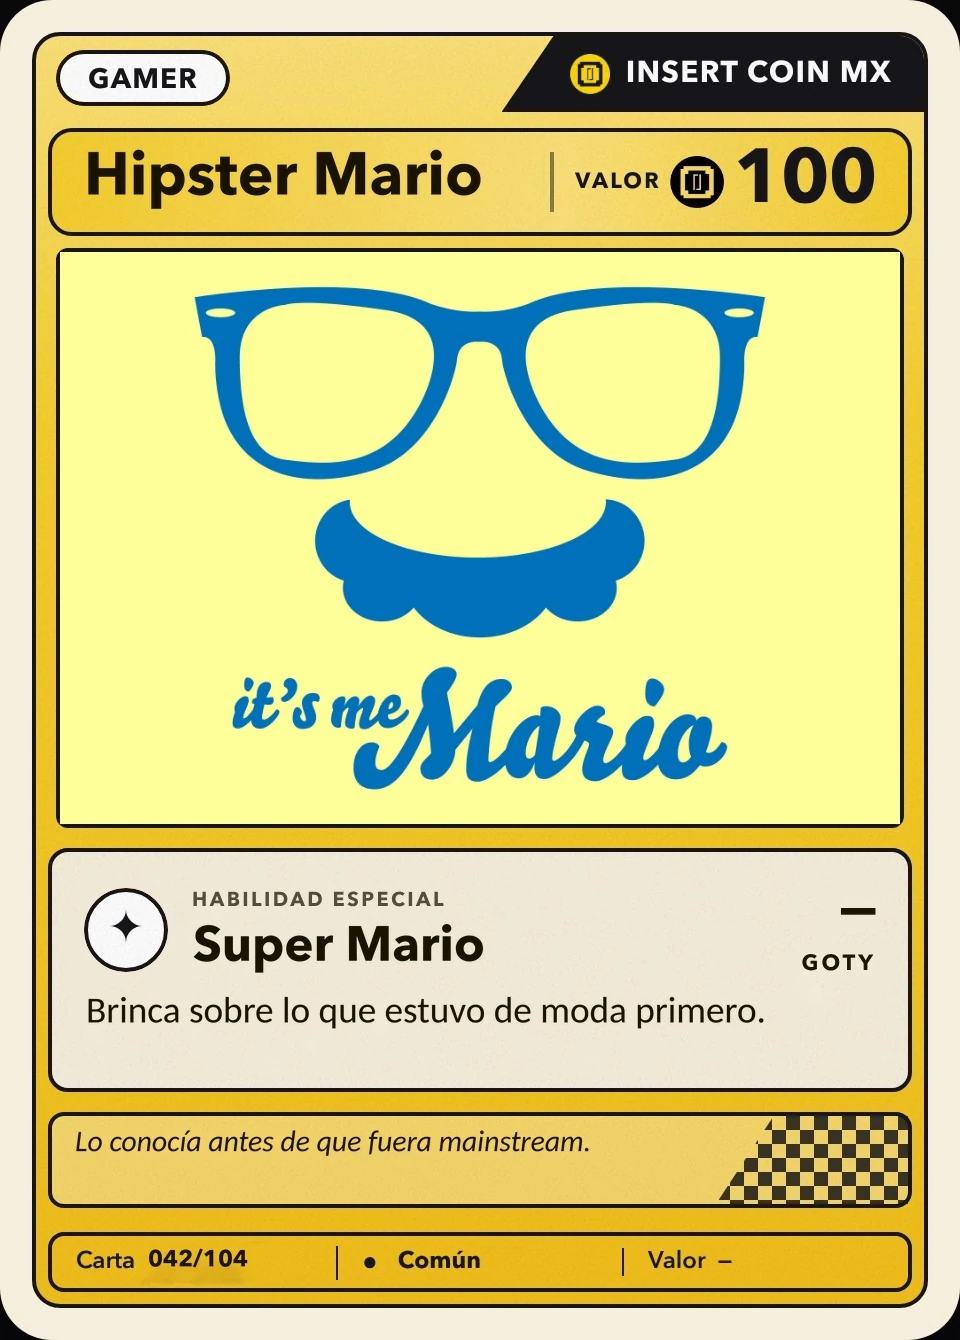 GAMER
INSERT COIN MX
Hipster Mario
VALOR 100
it's me Mario
HABILIDAD ESPECIAL
Super Mario
–
GOTY
Brinca sobre lo que estuvo de moda primero.
Lo conocía antes de que fuera mainstream.
Carta 042/104 • Común Valor –